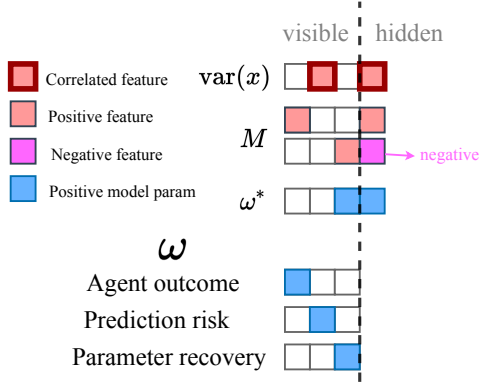 visible hidden
var(x)
Correlated feature
Positive feature
M
Negative feature
negative
Positive model param
ω*
ω
Agent outcome
Prediction risk
Parameter recovery